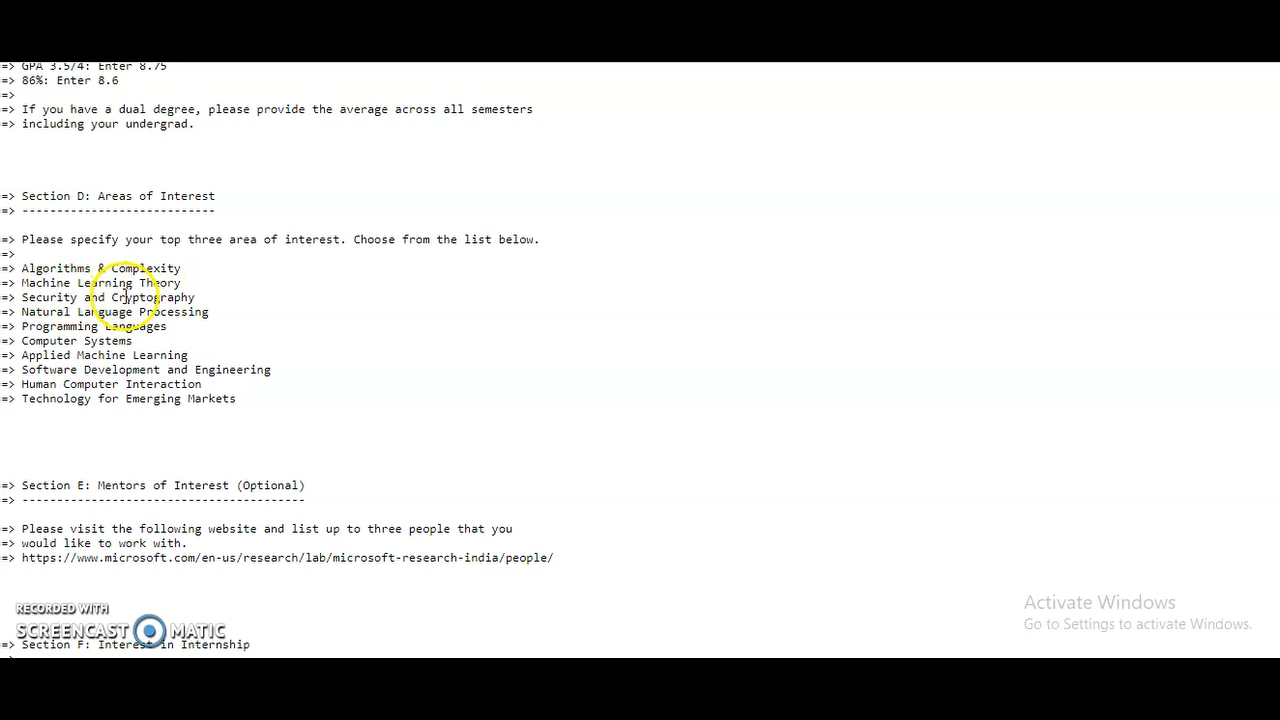 => GPA 3.5/4: Enter 8.75
=> 86%: Enter 8.6
=>
=> If you have a dual degree, please provide the average across all semesters
=> including your undergrad.
=> Section D: Areas of Interest
=> ----------------------------
=> Please specify your top three area of interest. Choose from the list below.
=>
=> Algorithms & Complexity
=> Machine Learning Theory
=> Security and Cryptography
=> Natural Language Processing
=> Programming Languages
=> Computer Systems
=> Applied Machine Learning
=> Software Development and Engineering
=> Human Computer Interaction
=> Technology for Emerging Markets
=> Section E: Mentors of Interest (Optional)
=> -----------------------------------------
=> Please visit the following website and list up to three people that you
=> would like to work with.
=> https://www.microsoft.com/en-us/research/lab/microsoft-research-india/people/
Activate Windows
Go to Settings to activate Windows.
RECORDED WITH
SCREENCAST MATIC
=> Section F: Interest in Internship